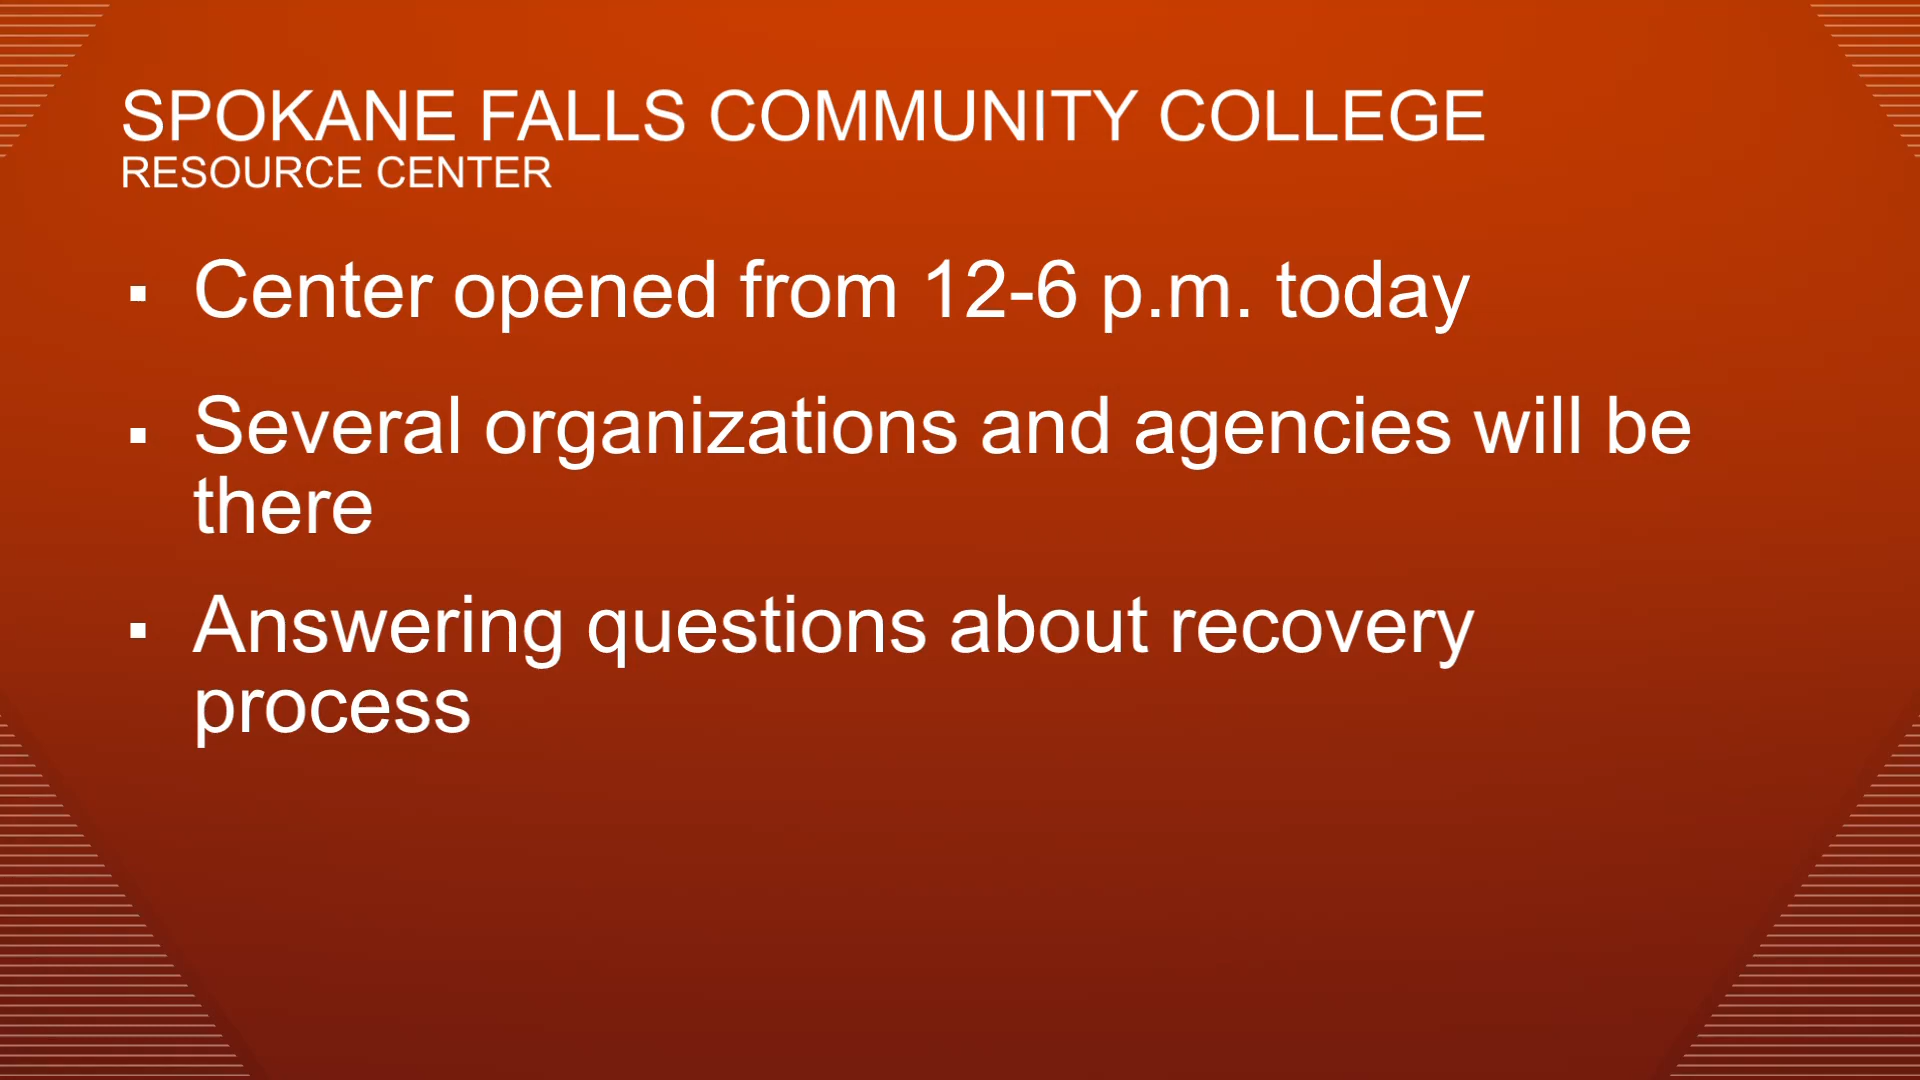 SPOKANE FALLS COMMUNITY COLLEGE
RESOURCE CENTER
▪ Center opened from 12-6 p.m. today
▪ Several organizations and agencies will be
there
▪ Answering questions about recovery
process